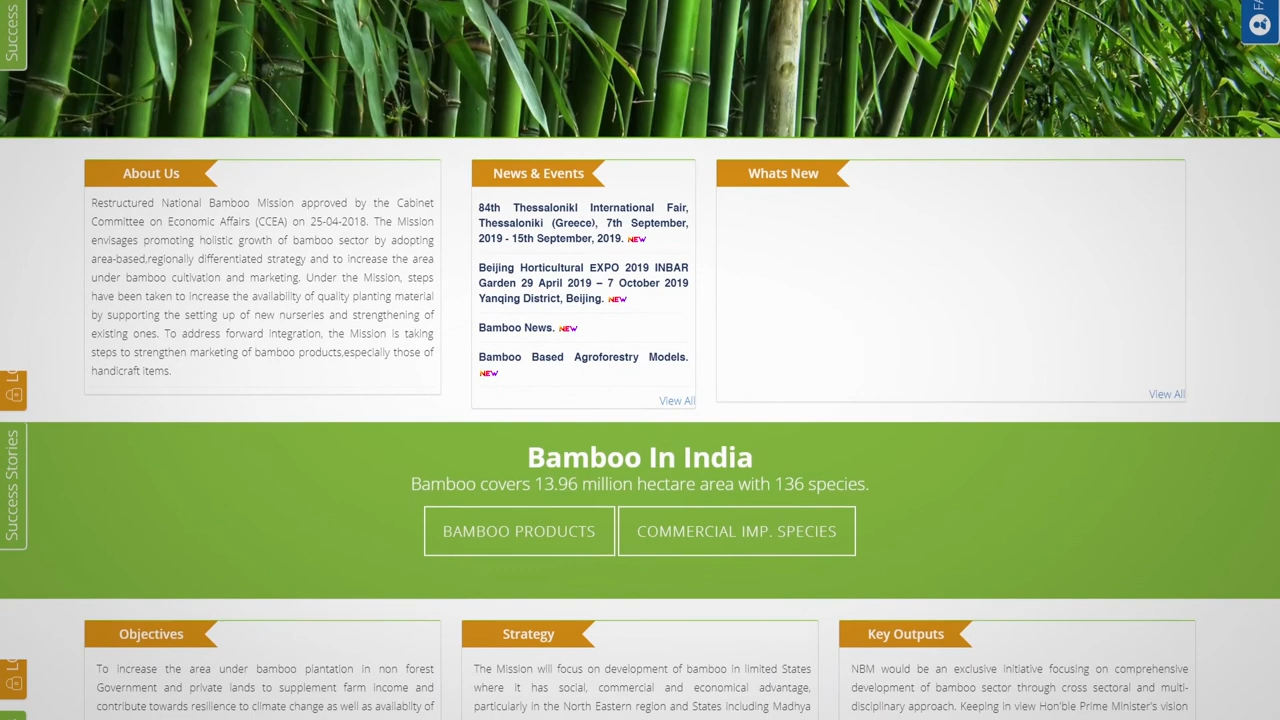 Success
FA
About Us
Restructured National Bamboo Mission approved by the Cabinet
Committee on Economic Affairs (CCEA) on 25-04-2018. The Mission
envisages promoting holistic growth of bamboo sector by adopting
area-based,regionally differentiated strategy and to increase the area
under bamboo cultivation and marketing. Under the Mission, steps
have been taken to increase the availability of quality planting material
by supporting the setting up of new nurseries and strengthening of
existing ones. To address forward integration, the Mission is taking
steps to strengthen marketing of bamboo products,especially those of
handicraft items.
News & Events
84th Thessalonikl International Fair,
Thessaloniki (Greece), 7th September,
2019 - 15th September, 2019. NEW
Beijing Horticultural EXPO 2019 INBAR
Garden 29 April 2019 – 7 October 2019
Yanqing District, Beijing. NEW
Bamboo News. NEW
Bamboo Based Agroforestry Models.
NEW
View All
Whats New
View All
LO
Success Stories
Bamboo In India
Bamboo covers 13.96 million hectare area with 136 species.
BAMBOO PRODUCTS
COMMERCIAL IMP. SPECIES
Objectives
To increase the area under bamboo plantation in non forest
Government and private lands to supplement farm income and
contribute towards resilience to climate change as well as availability of
Strategy
The Mission will focus on development of bamboo in limited States
where it has social, commercial and economical advantage,
particularly in the North Eastern region and States including Madhya
Key Outputs
NBM would be an exclusive initiative focusing on comprehensive
development of bamboo sector through cross sectoral and multi-
disciplinary approach. Keeping in view Hon'ble Prime Minister's vision
LO